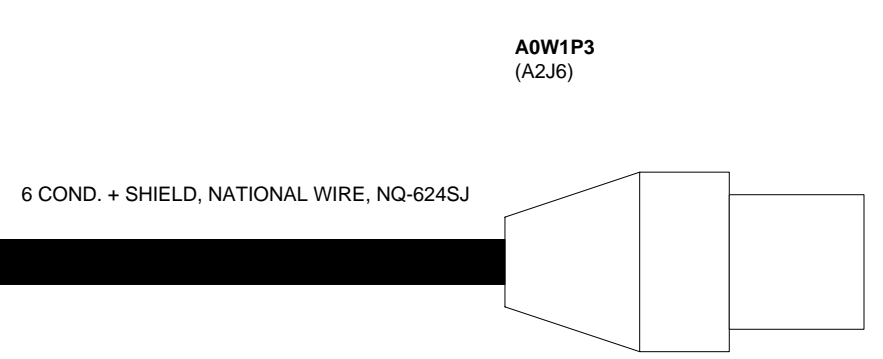 A0W1P3
(A2J6)
6 COND. + SHIELD, NATIONAL WIRE, NQ-624SJ